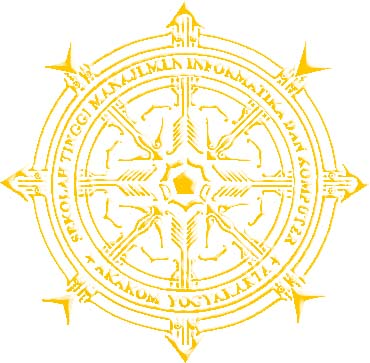 SEKOLAH TINGGI MANAJEMEN INFORMATIKA DAN KOMPUTER
AKAKOM YOGYAKARTA